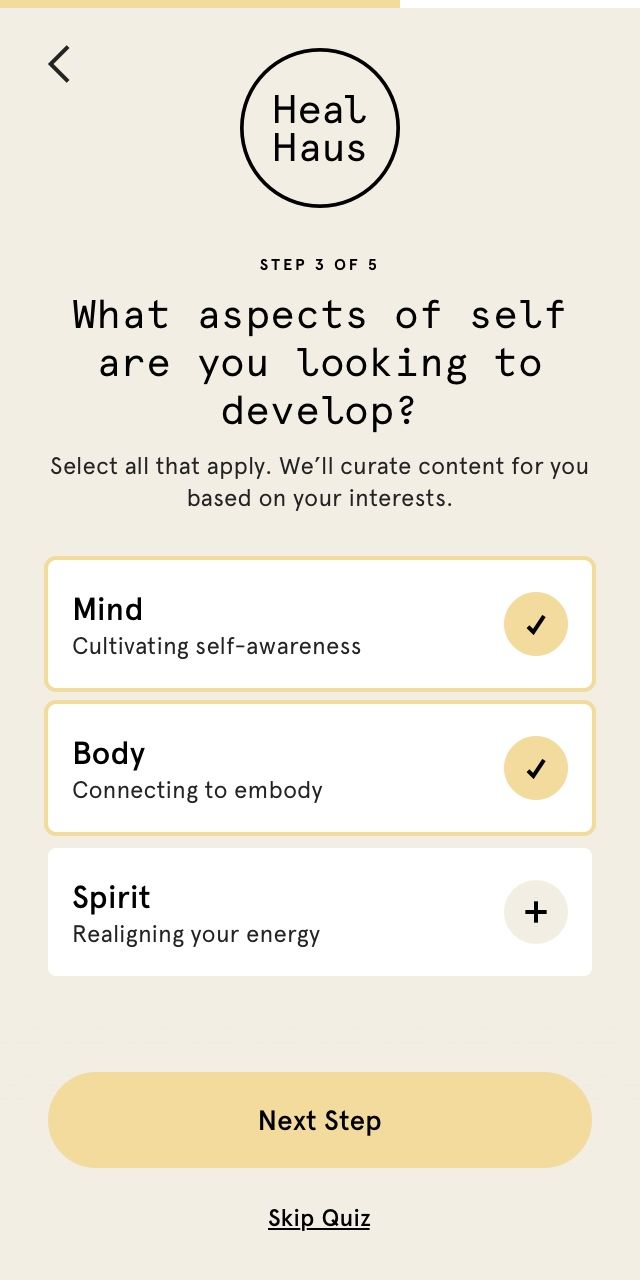 Heal
Haus
STEP 3 OF 5
What aspects of self
are you looking to
develop?
Select all that apply. We’ll curate content for you
based on your interests.
Mind
Cultivating self-awareness
Body
Connecting to embody
Spirit
Realigning your energy
Next Step
Skip Quiz